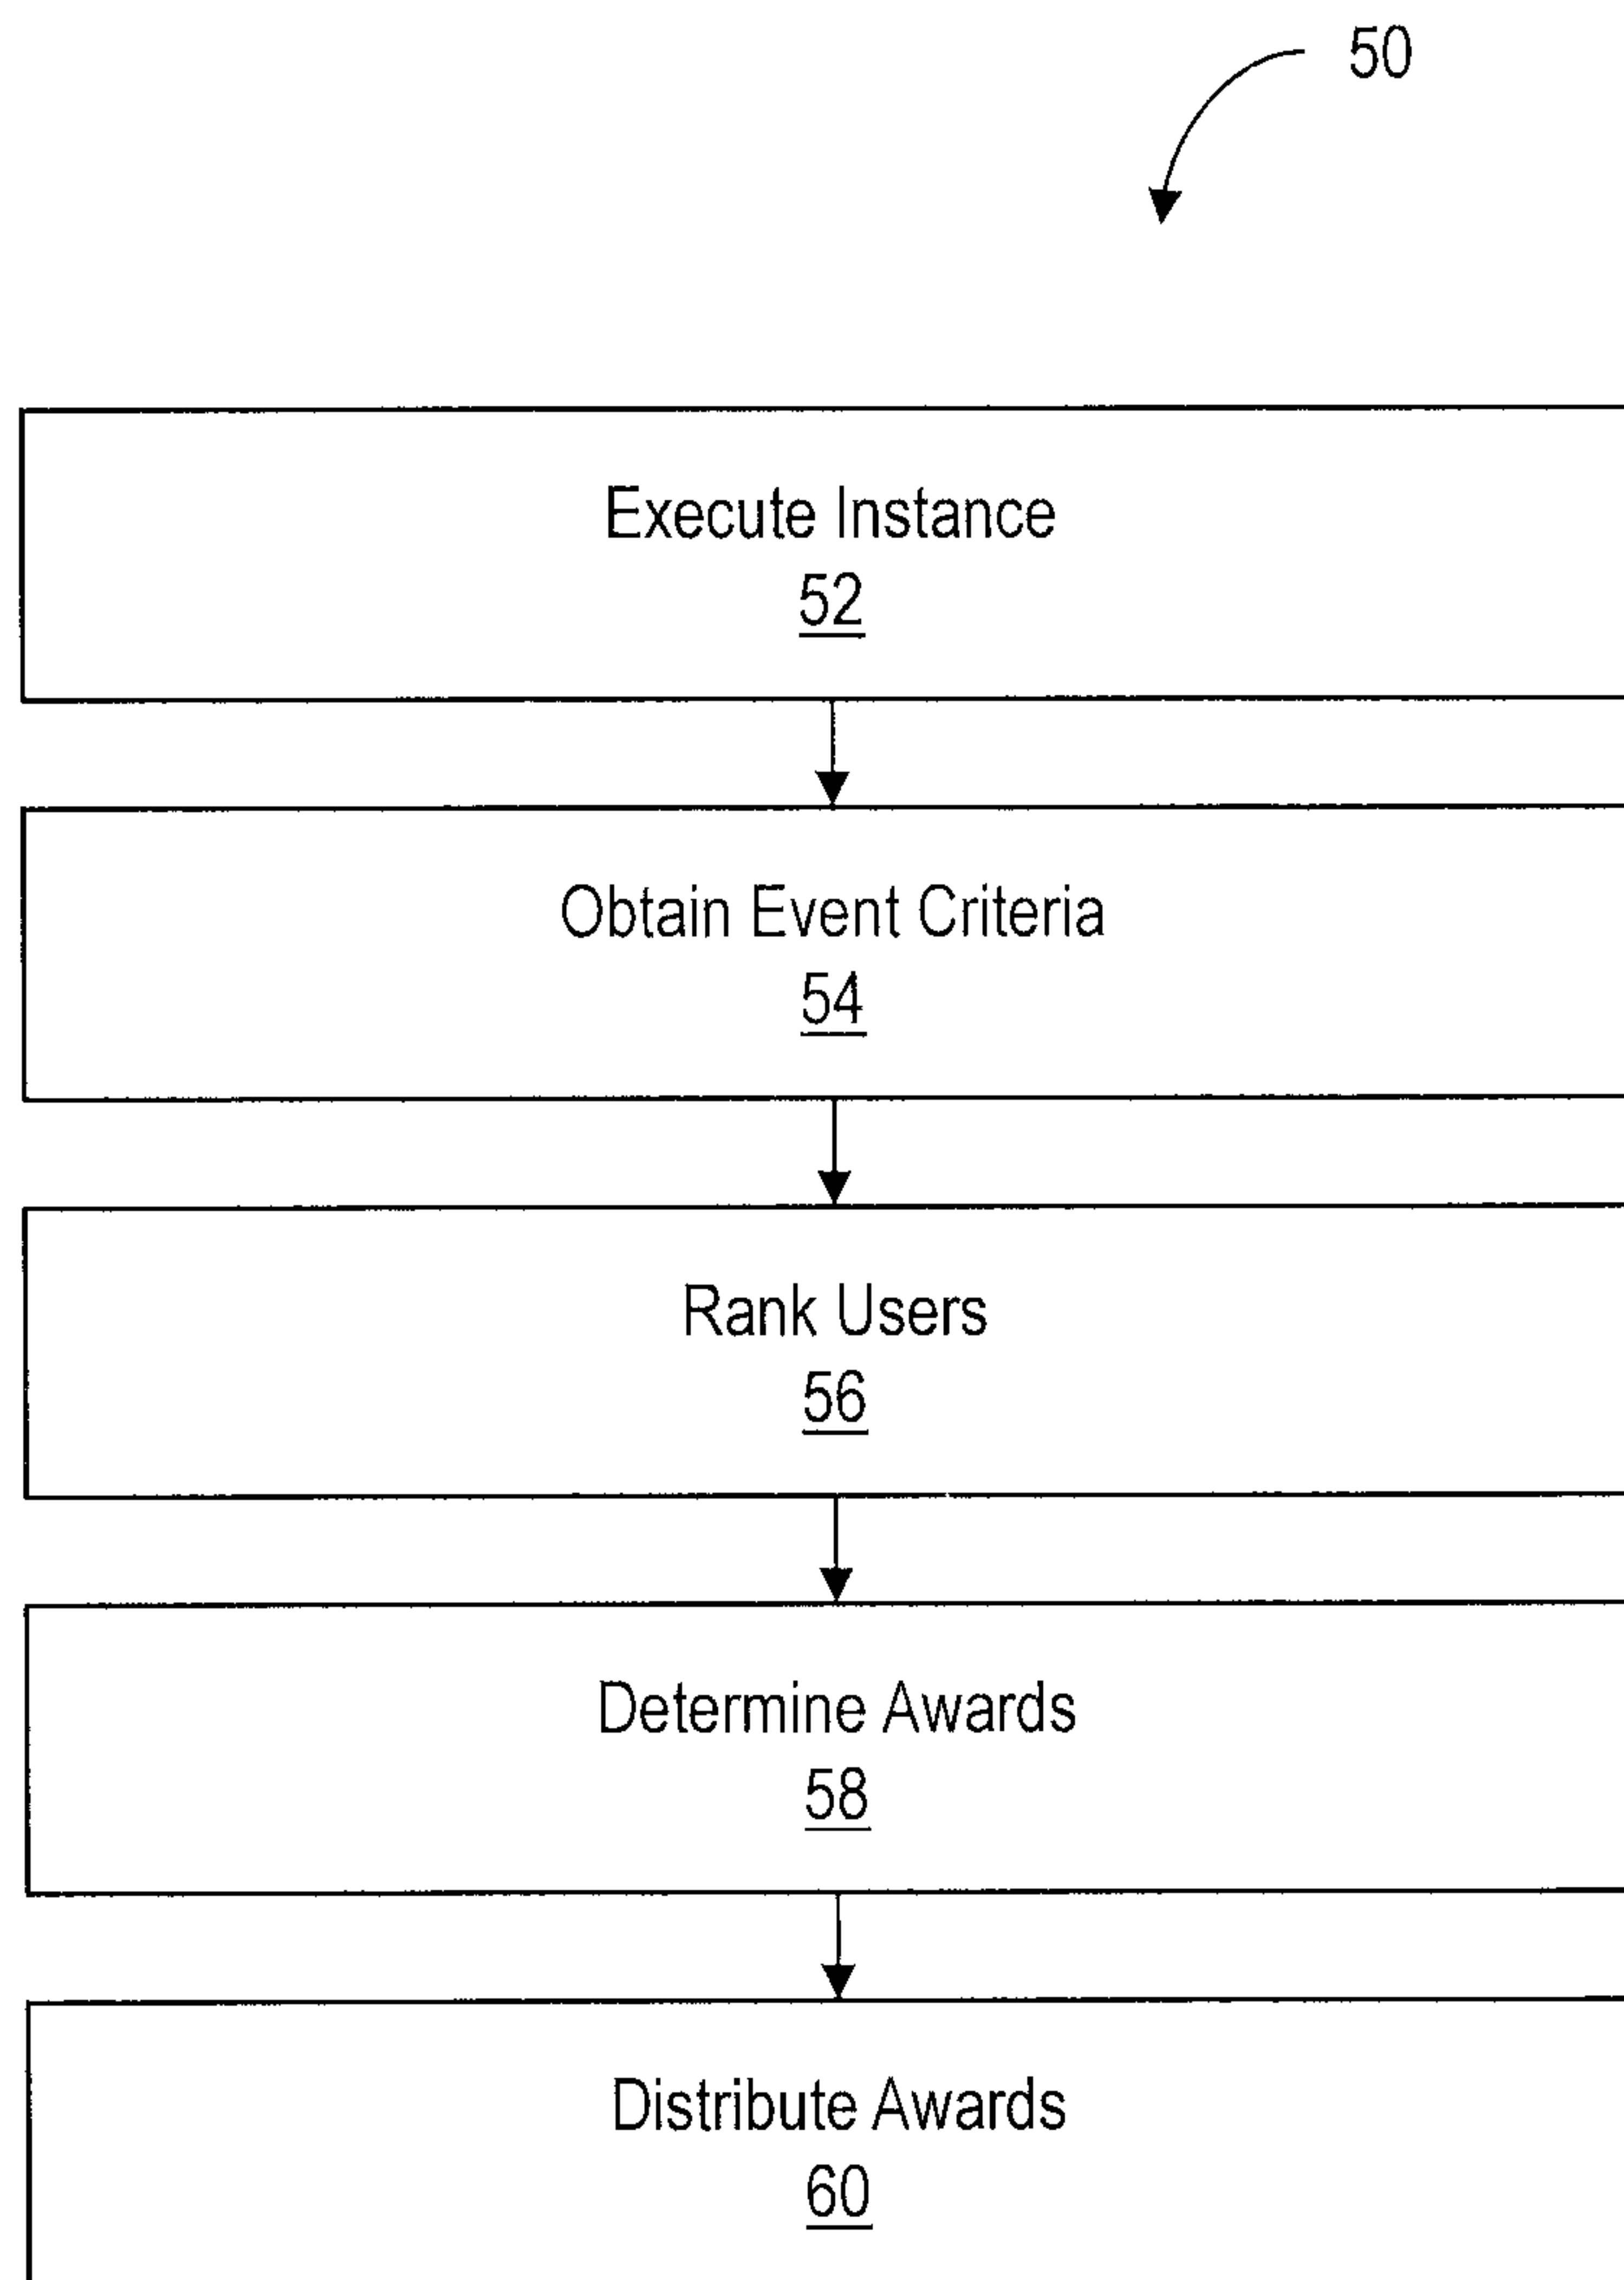 50
Execute Instance
52
Obtain Event Criteria
54
Rank Users
56
Determine Awards
58
Distribute Awards
60